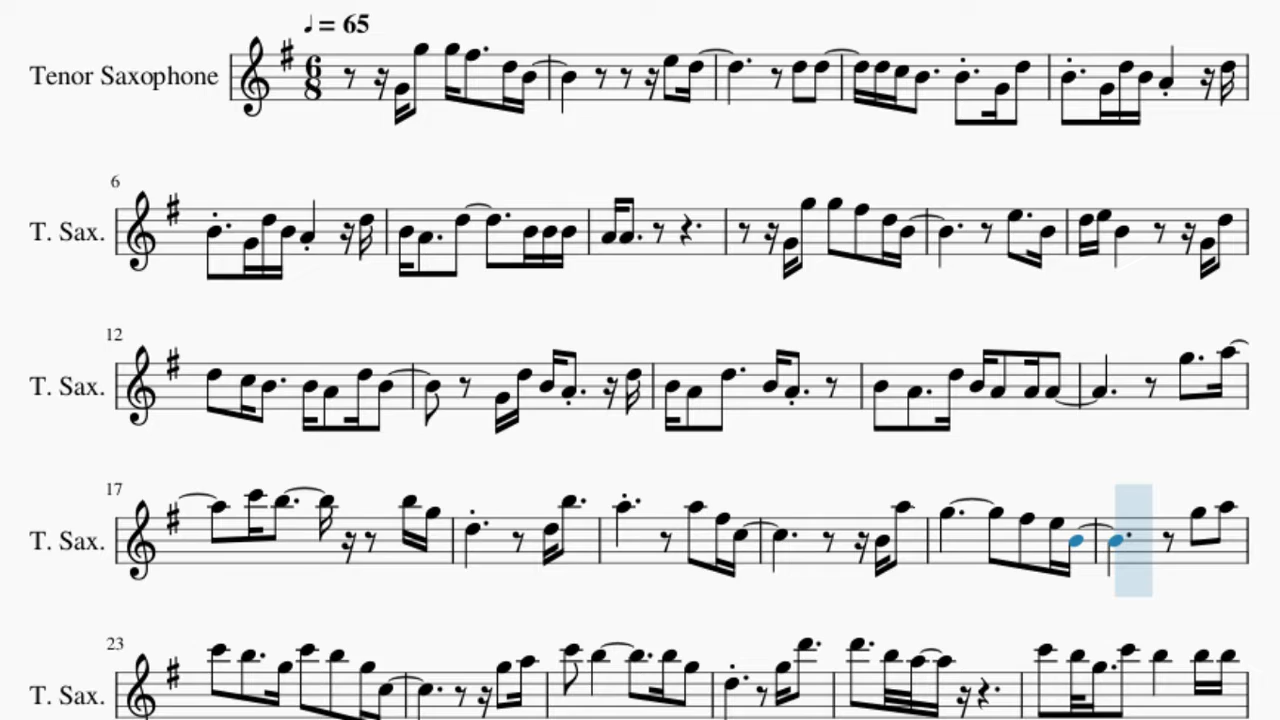 ♩ = 65
Tenor Saxophone
6
8
6
T. Sax.
12
T. Sax.
17
T. Sax.
23
T. Sax.